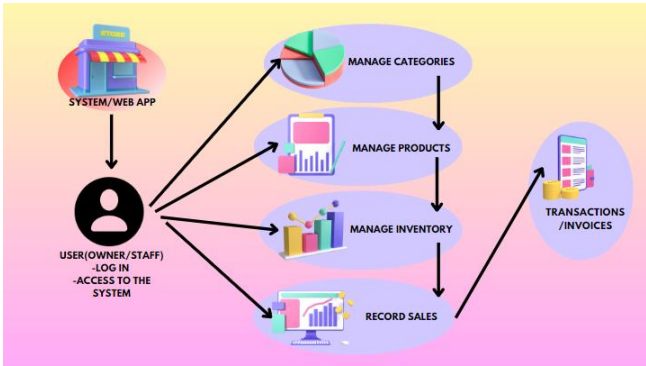 STORE
SYSTEM/WEB APP
USER(OWNER/STAFF)
-LOG IN
-ACCESS TO THE
SYSTEM
MANAGE CATEGORIES
MANAGE PRODUCTS
MANAGE INVENTORY
RECORD SALES
TRANSACTIONS
/INVOICES